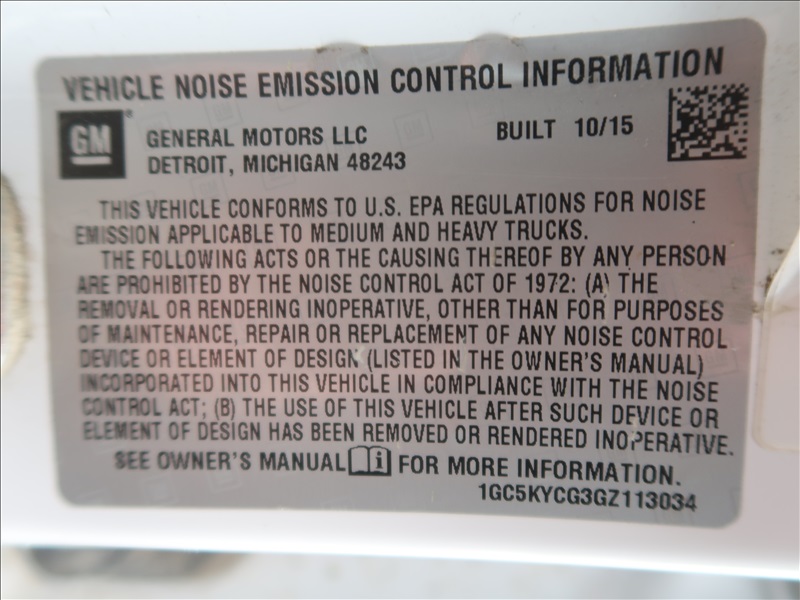 VEHICLE NOISE EMISSION CONTROL INFORMATION
GM®
GENERAL MOTORS LLC BUILT 10/15
DETROIT, MICHIGAN 48243
THIS VEHICLE CONFORMS TO U.S. EPA REGULATIONS FOR NOISE
EMISSION APPLICABLE TO MEDIUM AND HEAVY TRUCKS.
THE FOLLOWING ACTS OR THE CAUSING THEREOF BY ANY PERSON
ARE PROHIBITED BY THE NOISE CONTROL ACT OF 1972: (A) THE
REMOVAL OR RENDERING INOPERATIVE, OTHER THAN FOR PURPOSES
OF MAINTENANCE, REPAIR OR REPLACEMENT OF ANY NOISE CONTROL
DEVICE OR ELEMENT OF DESIGN (LISTED IN THE OWNER'S MANUAL)
INCORPORATED INTO THIS VEHICLE IN COMPLIANCE WITH THE NOISE
CONTROL ACT; (B) THE USE OF THIS VEHICLE AFTER SUCH DEVICE OR
ELEMENT OF DESIGN HAS BEEN REMOVED OR RENDERED INOPERATIVE.
SEE OWNER'S MANUAL i FOR MORE INFORMATION.
1GC5KYCG3GZ113034